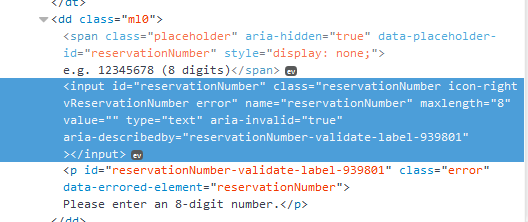 </dt>
<dd class="ml0">
<span class="placeholder" aria-hidden="true" data-placeholder-
id="reservationNumber" style="display: none;">
e.g. 12345678 (8 digits)</span> ev
<input id="reservationNumber" class="reservationNumber icon-right
vReservationNumber error" name="reservationNumber" maxlength="8"
value="" type="text" aria-invalid="true"
aria-describedby="reservationNumber-validate-label-939801"
></input> ev
<p id="reservationNumber-validate-label-939801" class="error"
data-errored-element="reservationNumber">
Please enter an 8-digit number.</p>
</dd>